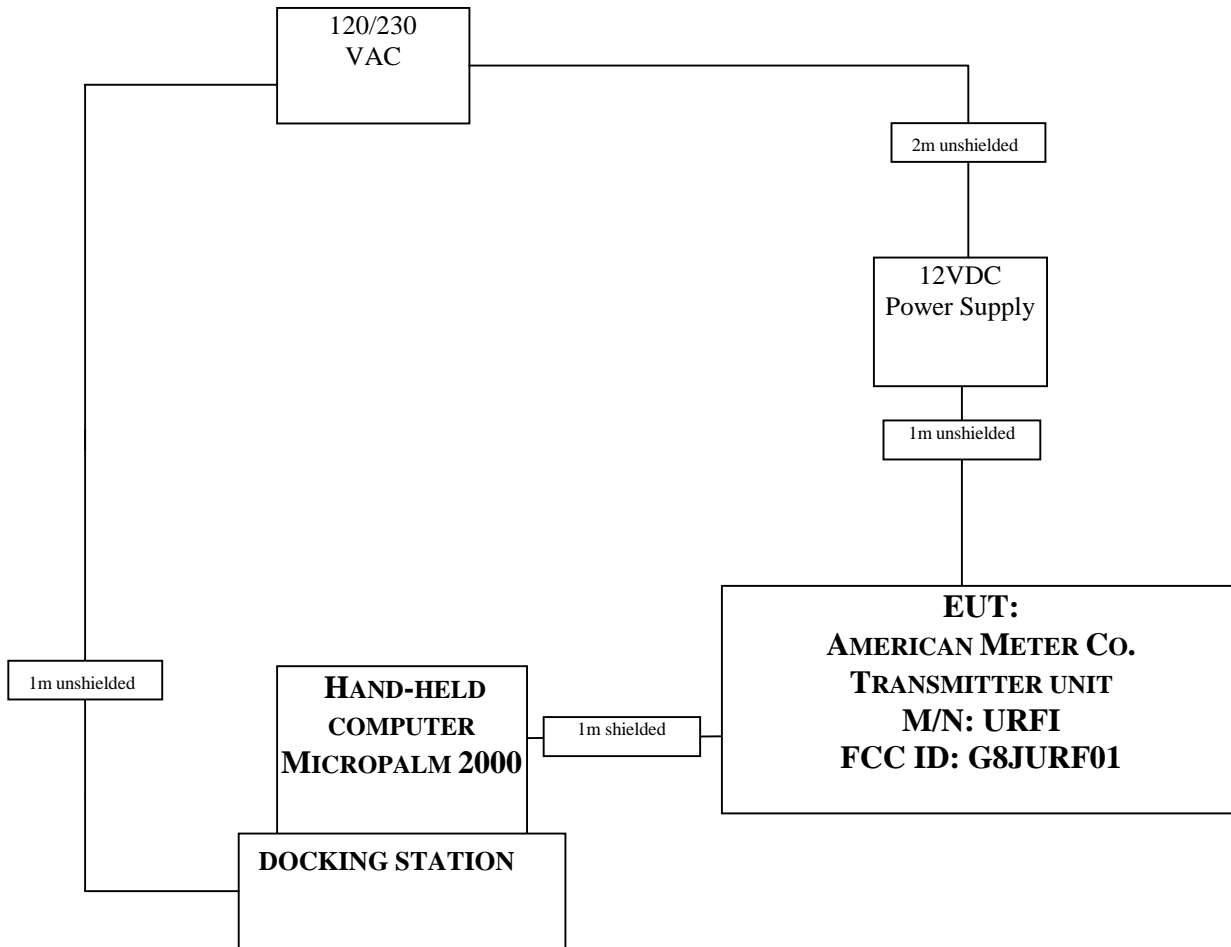 120/230
VAC
2m unshielded
12VDC
Power Supply
1m unshielded
EUT:
AMERICAN METER CO.
TRANSMITTER UNIT
M/N: URFI
FCC ID: G8JURF01
1m unshielded
HAND-HELD
COMPUTER
MICROPALM 2000
1m shielded
DOCKING STATION